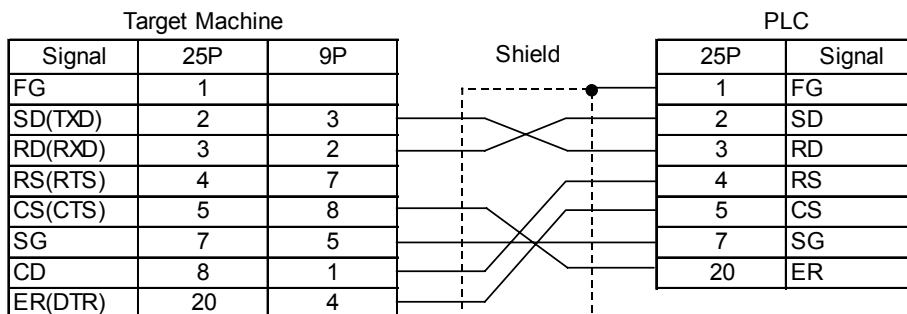 Target Machine PLC
Signal 25P 9P Shield 25P Signal
FG 1 1 FG
SD(TXD) 2 3 2 SD
RD(RXD) 3 2 3 RD
RS(RTS) 4 7 4 RS
CS(CTS) 5 8 5 CS
SG 7 5 7 SG
CD 8 1 20 ER
ER(DTR) 20 4